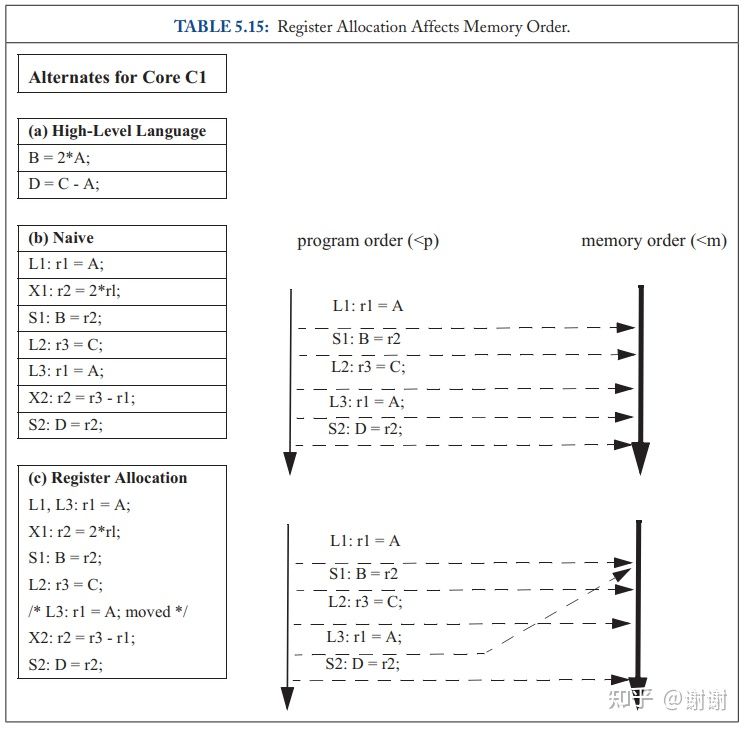 TABLE 5.15: Register Allocation Affects Memory Order.
Alternates for Core C1
(a) High-Level Language
B = 2*A;
D = C - A;
(b) Naive
L1: r1 = A;
X1: r2 = 2*rl;
S1: B = r2;
L2: r3 = C;
L3: r1 = A;
X2: r2 = r3 - r1;
S2: D = r2;
program order (<p)
memory order (<m)
L1: r1 = A
S1: B = r2
L2: r3 = C;
L3: r1 = A;
S2: D = r2;
(c) Register Allocation
L1, L3: r1 = A;
X1: r2 = 2*rl;
S1: B = r2;
L2: r3 = C;
/* L3: r1 = A; moved */
X2: r2 = r3 - r1;
S2: D = r2;
L1: r1 = A
S1: B = r2
L2: r3 = C;
L3: r1 = A;
S2: D = r2;
知乎 @谢谢